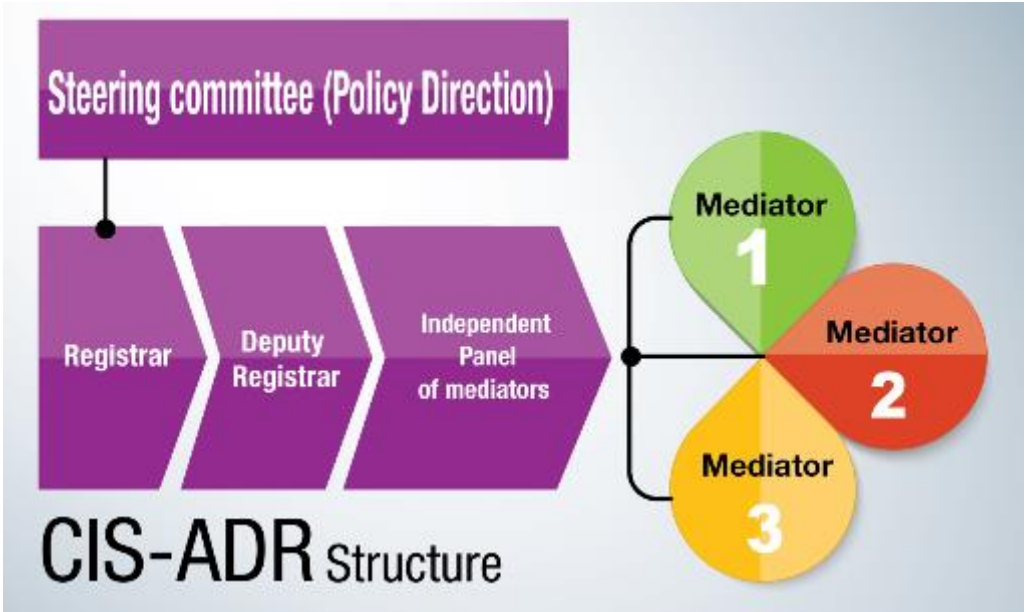 Steering committee (Policy Direction)
Registrar
Deputy
Registrar
Independent
Panel
of mediators
Mediator
1
Mediator
2
Mediator
3
CIS-ADR Structure